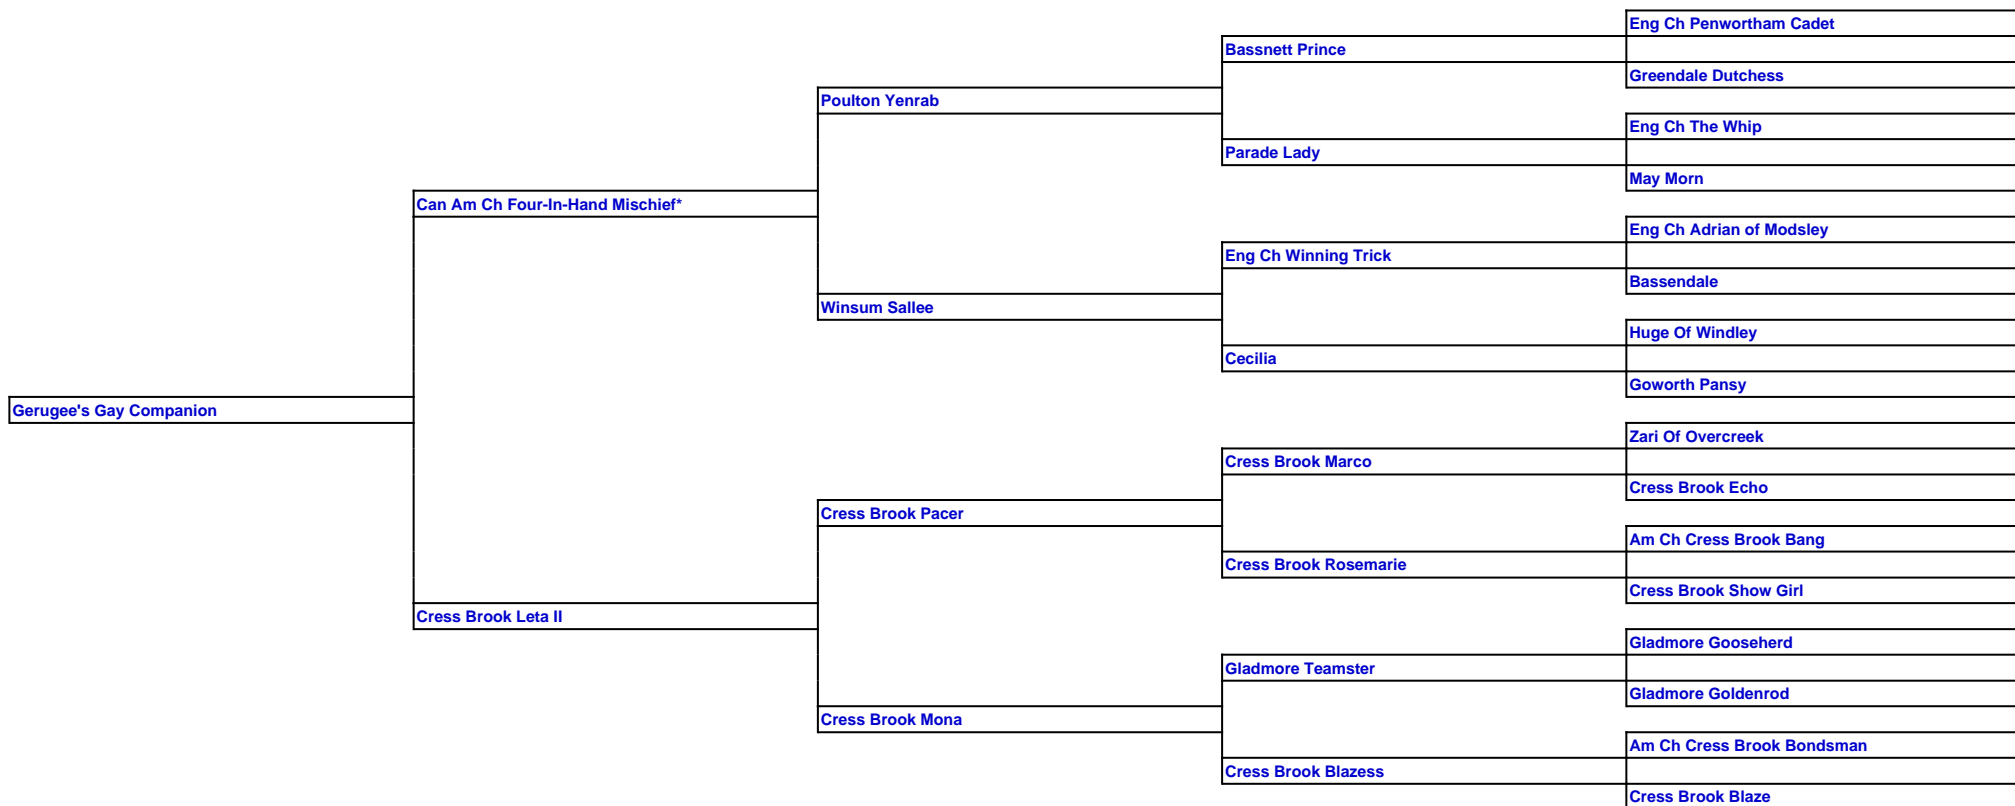 Eng Ch Penwortham Cadet
Bassnett Prince
Greendale Dutchess
Poulton Yenrab
Eng Ch The Whip
Parade Lady
May Morn
Can Am Ch Four-In-Hand Mischief*
Eng Ch Adrian of Modsley
Eng Ch Winning Trick
Bassendale
Winsum Sallee
Huge Of Windley
Cecilia
Goworth Pansy
Gerugee's Gay Companion
Zari Of Overcreek
Cress Brook Marco
Cress Brook Echo
Cress Brook Pacer
Am Ch Cress Brook Bang
Cress Brook Rosemarie
Cress Brook Show Girl
Cress Brook Leta II
Gladmore Gooseherd
Gladmore Teamster
Gladmore Goldenrod
Cress Brook Mona
Am Ch Cress Brook Bondsman
Cress Brook Blazess
Cress Brook Blaze